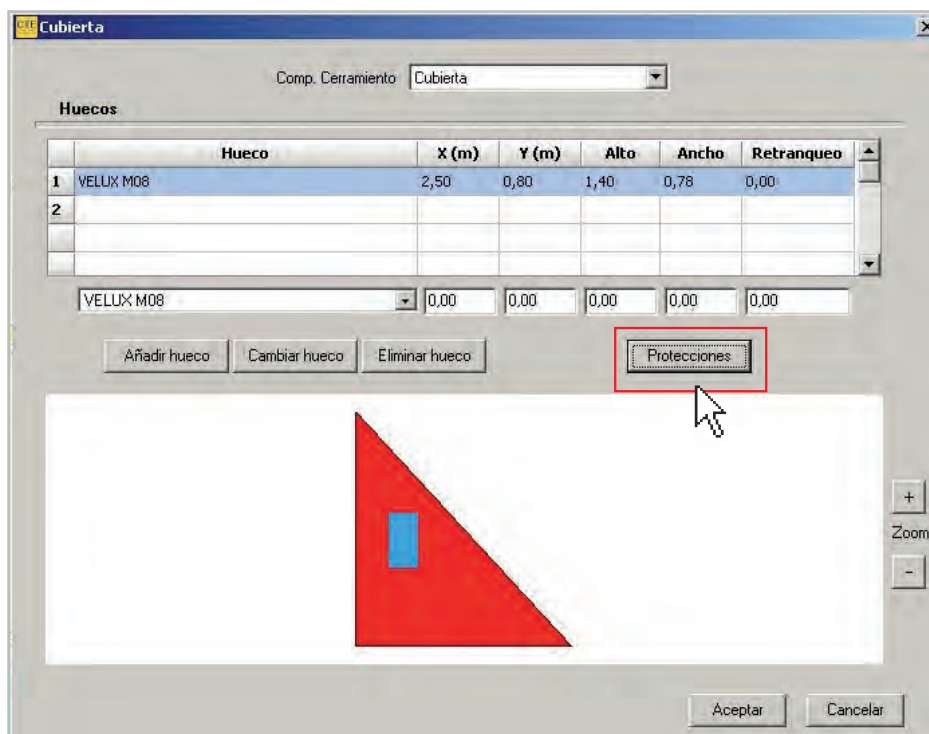 CTE Cubierta
Comp. Cerramiento Cubierta
Huecos
Hueco X (m) Y (m) Alto Ancho Retranqueo
1 VELUX M08 2,50 0,80 1,40 0,78 0,00
2
VELUX M08 0,00 0,00 0,00 0,00 0,00
Añadir hueco Cambiar hueco Eliminar hueco Protecciones
+
Zoom
-
Aceptar Cancelar